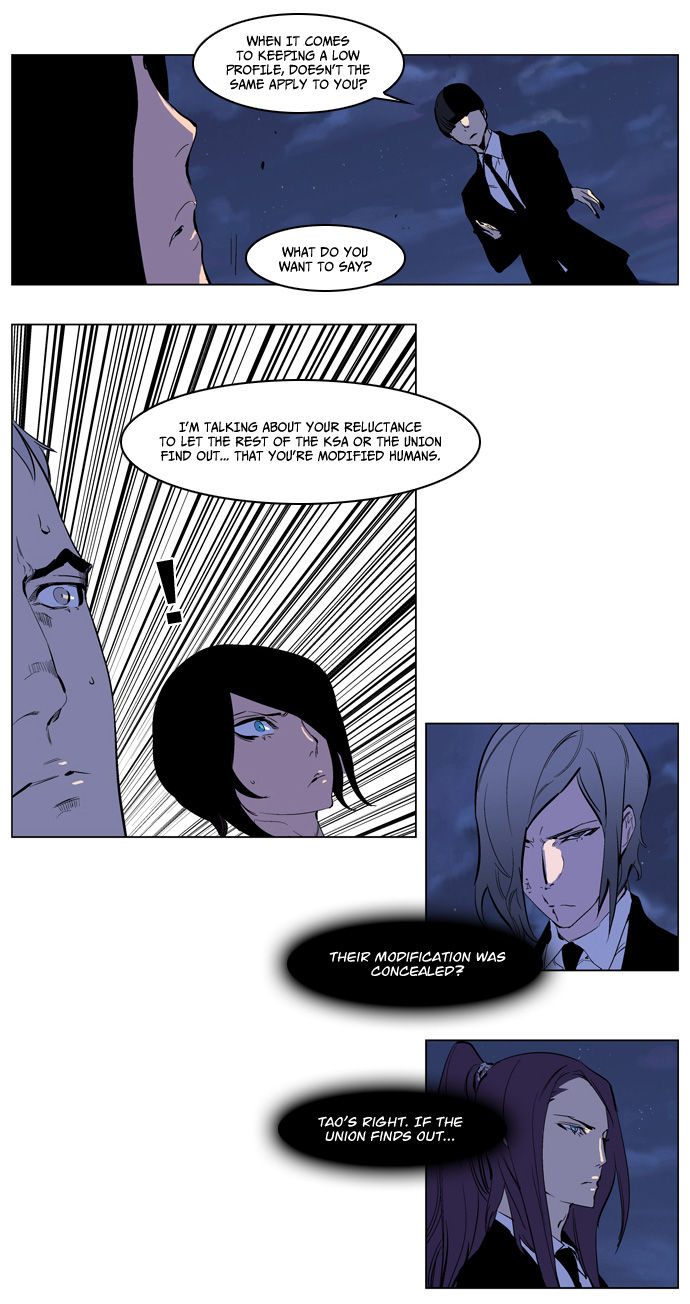 WHEN IT COMES
TO KEEPING A LOW
PROFILE, DOESN'T THE
SAME APPLY TO YOU?
WHAT DO YOU
WANT TO SAY?
I'M TALKING ABOUT YOUR RELUCTANCE
TO LET THE REST OF THE KSA OR THE UNION
FIND OUT... THAT YOU'RE MODIFIED HUMANS.
!
THEIR MODIFICATION WAS
CONCEALED?
TAO'S RIGHT. IF THE
UNION FINDS OUT...